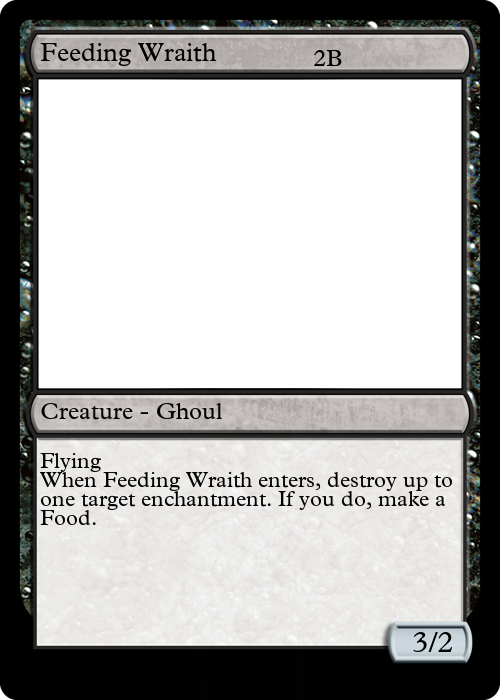 Feeding Wraith 2B
Creature - Ghoul
Flying
When Feeding Wraith enters, destroy up to
one target enchantment. If you do, make a
Food.
3/2